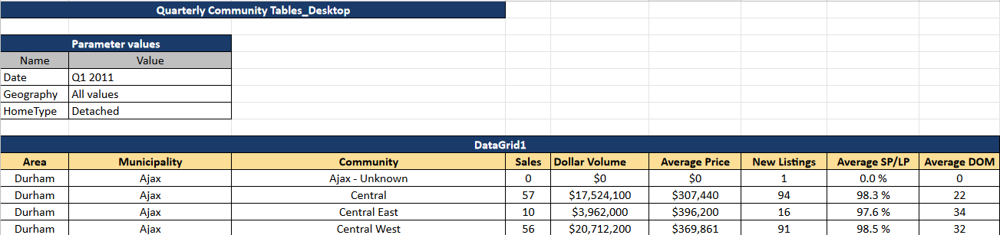 Quarterly Community Tables_Desktop
Parameter values
Name Value
Date Q1 2011
Geography All values
HomeType Detached
DataGrid1
Area Municipality Community Sales Dollar Volume Average Price New Listings Average SP/LP Average DOM
Durham Ajax Ajax - Unknown 0 $0 $0 1 0.0 % 0
Durham Ajax Central 57 $17,524,100 $307,440 94 98.3 % 22
Durham Ajax Central East 10 $3,962,000 $396,200 16 97.6 % 34
Durham Ajax Central West 56 $20,712,200 $369,861 91 98.5 % 32